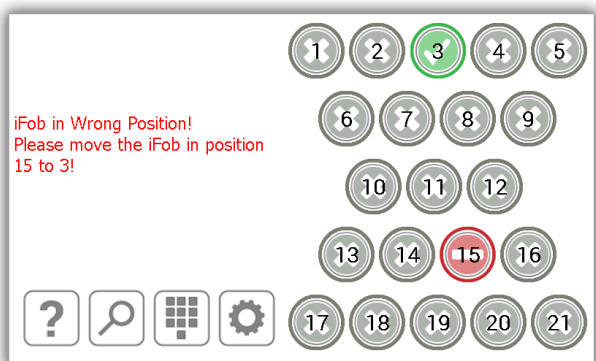 iFob in Wrong Position!
Please move the iFob in position
15 to 3!
1 2 3 4 5
6 7 8 9
10 11 12
13 14 15 16
17 18 19 20 21
?